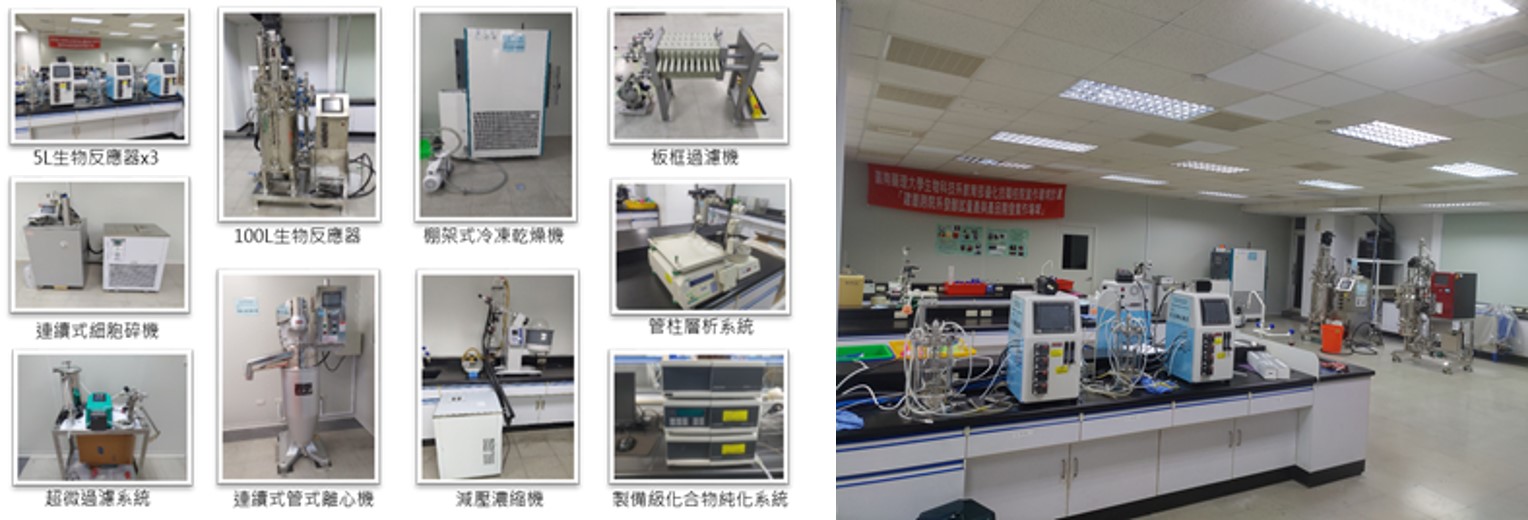 5L生物反應器x3
100L生物反應器
棚架式冷凍乾燥機
板框過濾機
連續式細胞碎機
管柱層析系統
超微過濾系統
連續式管式離心機
減壓濃縮機
製備級化合物純化系統